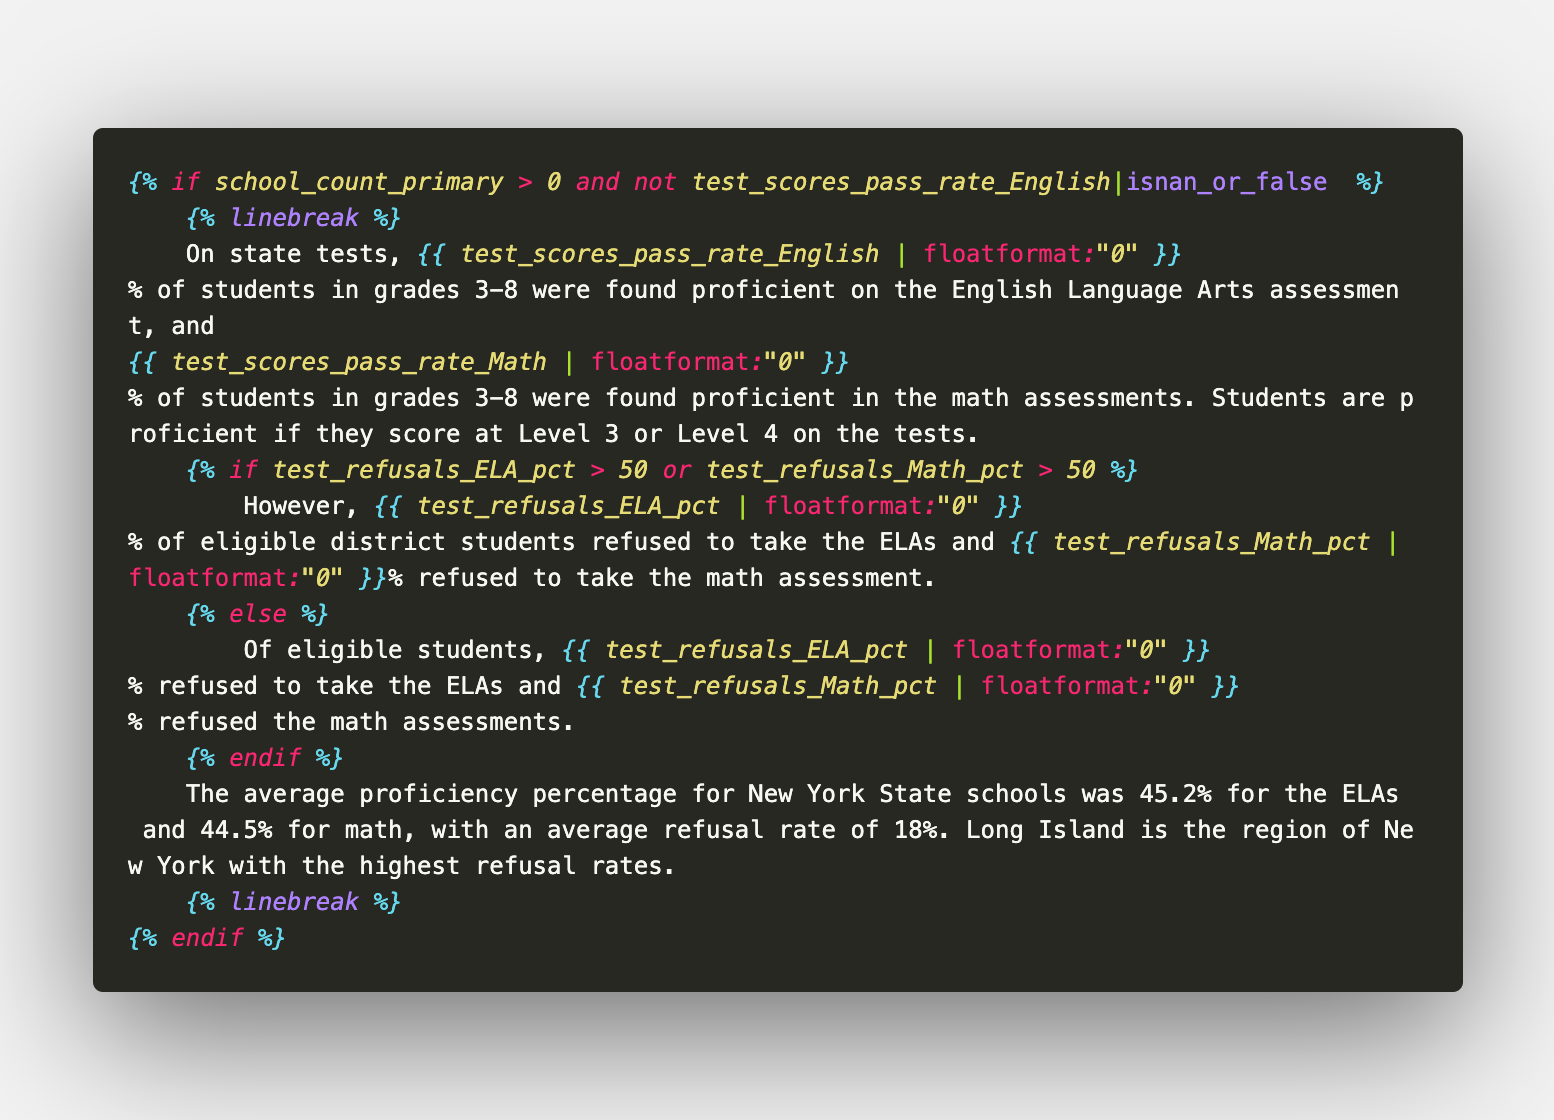 {% if school_count_primary > 0 and not test_scores_pass_rate_English|isnan_or_false  %}
    {% linebreak %}
    On state tests, {{ test_scores_pass_rate_English | floatformat:"0" }}
% of students in grades 3-8 were found proficient on the English Language Arts assessmen
t, and
{{ test_scores_pass_rate_Math | floatformat:"0" }}
% of students in grades 3-8 were found proficient in the math assessments. Students are p
roficient if they score at Level 3 or Level 4 on the tests.
    {% if test_refusals_ELA_pct > 50 or test_refusals_Math_pct > 50 %}
        However, {{ test_refusals_ELA_pct | floatformat:"0" }}
% of eligible district students refused to take the ELAs and {{ test_refusals_Math_pct |
floatformat:"0" }}% refused to take the math assessment.
    {% else %}
        Of eligible students, {{ test_refusals_ELA_pct | floatformat:"0" }}
% refused to take the ELAs and {{ test_refusals_Math_pct | floatformat:"0" }}
% refused the math assessments.
    {% endif %}
    The average proficiency percentage for New York State schools was 45.2% for the ELAs
 and 44.5% for math, with an average refusal rate of 18%. Long Island is the region of Ne
w York with the highest refusal rates.
    {% linebreak %}
{% endif %}